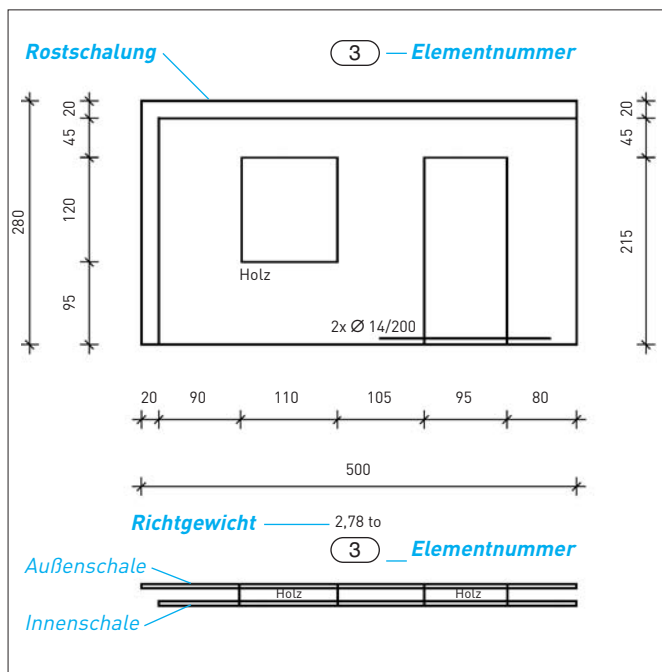 Rostschalung 3 Elementnummer
20 20
45 45
280 120 215
Holz
95 2x Ø 14/200
20 90 110 105 95 80
500
Richtgewicht 2,78 to
3 Elementnummer
Außenschale
Holz Holz
Innenschale